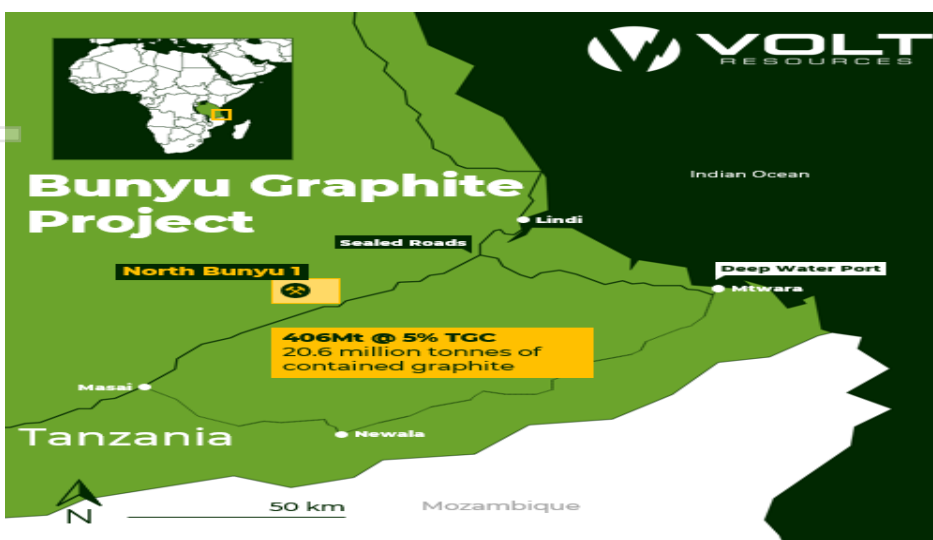 VOLT
RESOURCES
Bunyu Graphite
Project
Indian Ocean
Lindi
Sealed Roads
North Bunyu 1
Deep Water Port
Mtwara
406Mt @ 5% TGC
20.6 million tonnes of
contained graphite
Masai
Tanzania
Newala
N
50 km
Mozambique